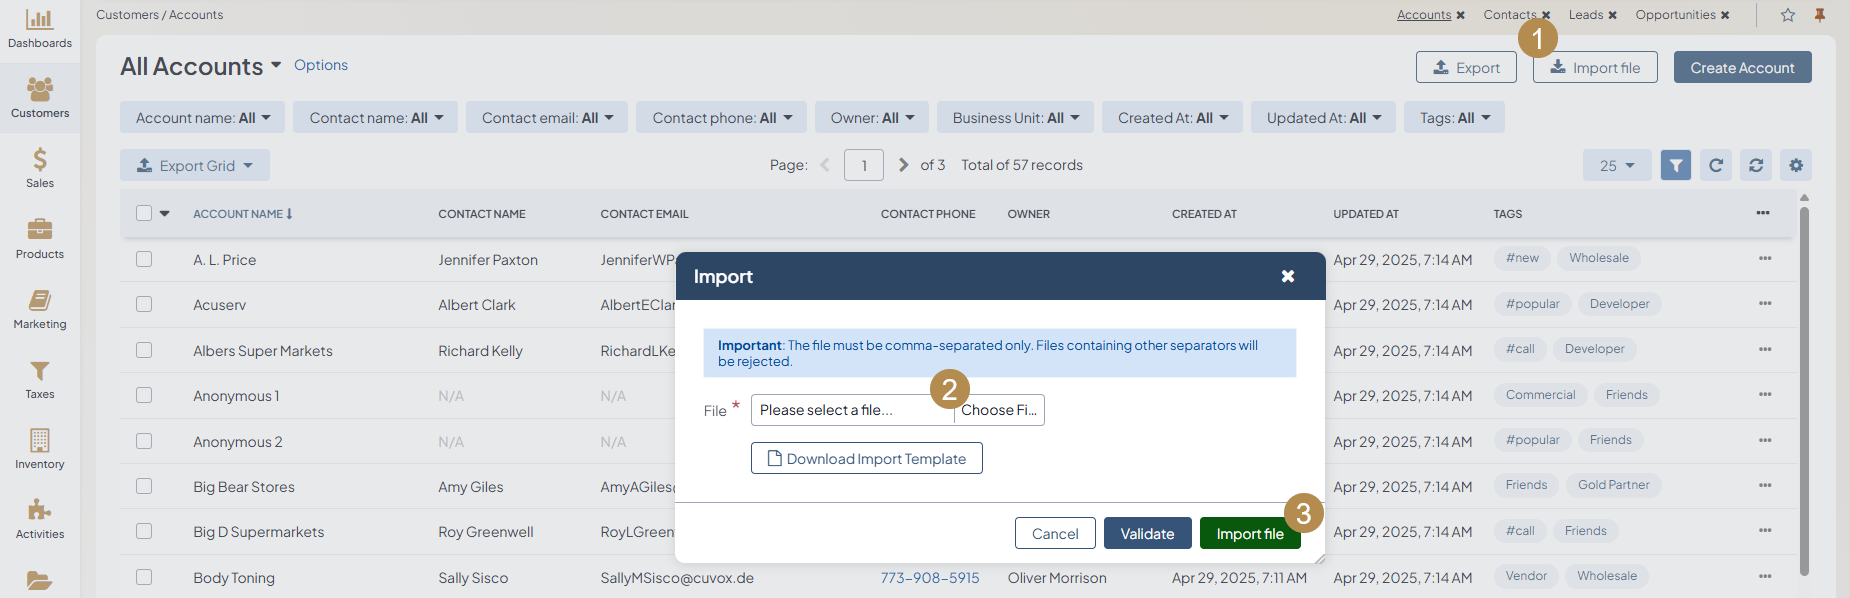 Dashboards
Customers
Sales
Products
Marketing
Taxes
Inventory
Activities
Customers / Accounts
Accounts ✖ Contacts ✖ Leads ✖ Opportunities ✖
1
All Accounts Options
Export Import file Create Account
Account name: All Contact name: All Contact email: All Contact phone: All Owner: All Business Unit: All Created At: All Updated At: All Tags: All
Export Grid Page: 1 of 3 Total of 57 records 25
ACCOUNT NAME CONTACT NAME CONTACT EMAIL CONTACT PHONE OWNER CREATED AT UPDATED AT TAGS
A. L. Price Jennifer Paxton JenniferWP Apr 29, 2025, 7:14 AM #new Wholesale
Acuserv Albert Clark AlbertECla Apr 29, 2025, 7:14 AM #popular Developer
Albers Super Markets Richard Kelly RichardLKe Apr 29, 2025, 7:14 AM #call Developer
Anonymous 1 N/A N/A Apr 29, 2025, 7:14 AM Commercial Friends
Anonymous 2 N/A N/A Apr 29, 2025, 7:14 AM #popular Friends
Big Bear Stores Amy Giles AmyAGiles Apr 29, 2025, 7:14 AM Friends Gold Partner
Big D Supermarkets Roy Greenwell RoyLGreen Apr 29, 2025, 7:14 AM #call Friends
Body Toning Sally Sisco SallyMSisco@cuvox.de 773-908-5915 Oliver Morrison Apr 29, 2025, 7:11 AM Apr 29, 2025, 7:14 AM Vendor Wholesale
Import
Important: The file must be comma-separated only. Files containing other separators will
be rejected.
2
File * Please select a file... Choose Fi...
Download Import Template
3
Cancel Validate Import file